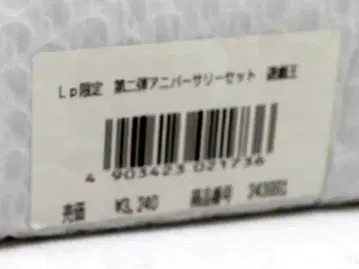 Lp限定 第二弾アニバーサリーセット 遊戯王
4 903423 021736
売価 ¥3,240 商品番号